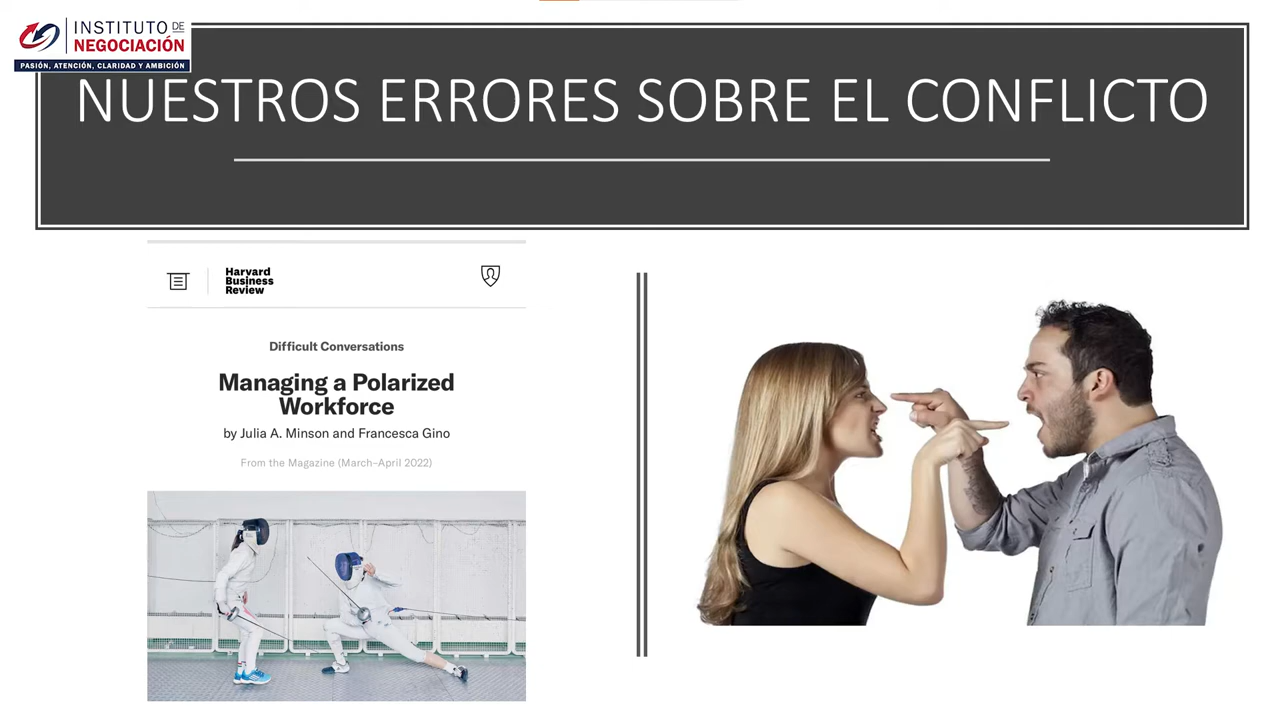 INSTITUTO DE
NEGOCIACIÓN
PASIÓN, ATENCIÓN, CLARIDAD Y AMBICIÓN
NUESTROS ERRORES SOBRE EL CONFLICTO
Harvard
Business
Review
Difficult Conversations
Managing a Polarized
Workforce
by Julia A. Minson and Francesca Gino
From the Magazine (March–April 2022)